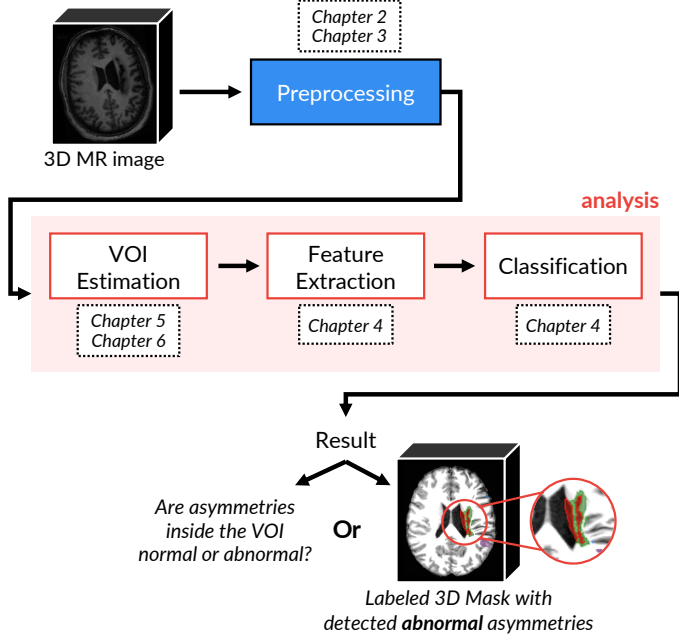 Chapter 2
Chapter 3
Preprocessing
3D MR image
analysis
VOI
Estimation
Feature
Extraction
Classification
Chapter 5
Chapter 6
Chapter 4
Chapter 4
Result
Are asymmetries
inside the VOI
normal or abnormal?
Or
Labeled 3D Mask with
detected abnormal asymmetries